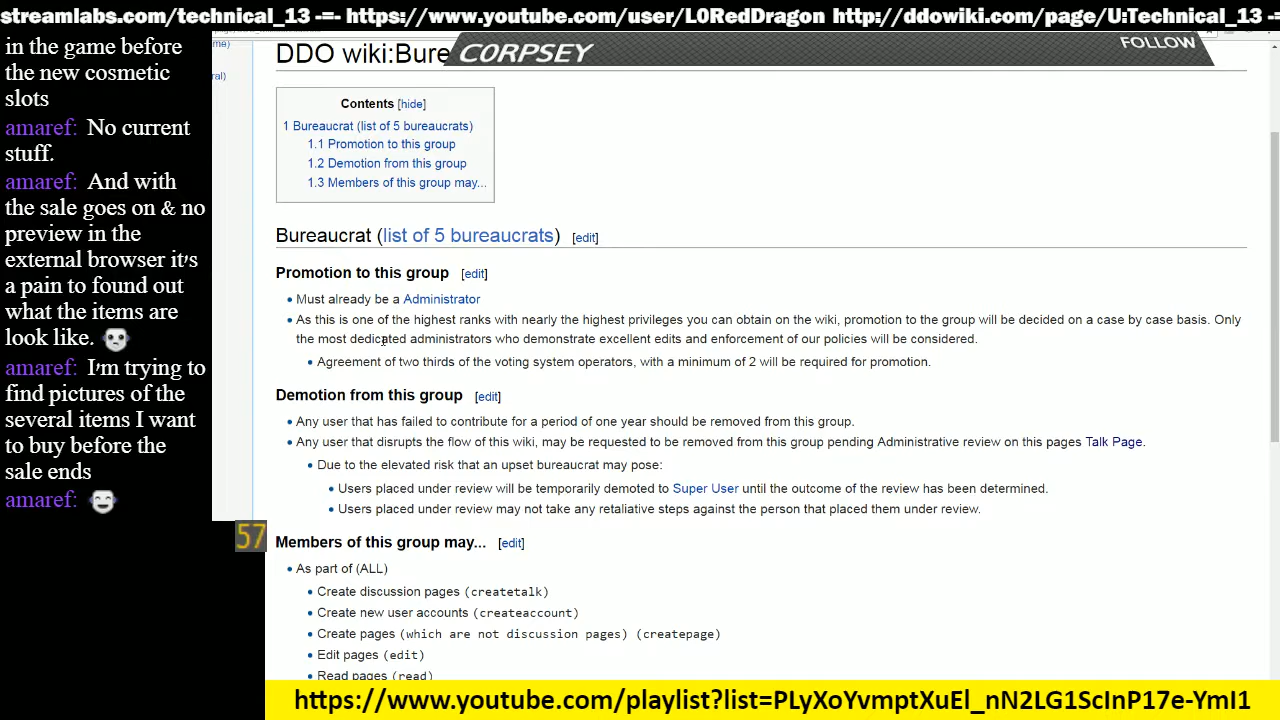 streamlabs.com/technical_13 -=- https://www.youtube.com/user/L0RedDragon http://ddowiki.com/page/U:Technical_13 -=
in the game before
the new cosmetic
slots
amaref: No current
stuff.
amaref: And with
the sale goes on & no
preview in the
external browser it's
a pain to found out
what the items are
look like.
amaref: I'm trying to
find pictures of the
several items I want
to buy before the
sale ends
amaref:
ral)
DDO wiki:Bure
CORPSEY
FOLLOW
Contents [hide]
1 Bureaucrat (list of 5 bureaucrats)
1.1 Promotion to this group
1.2 Demotion from this group
1.3 Members of this group may...
Bureaucrat (list of 5 bureaucrats) [edit]
Promotion to this group [edit]
Must already be a Administrator
As this is one of the highest ranks with nearly the highest privileges you can obtain on the wiki, promotion to the group will be decided on a case by case basis. Only
the most dedicated administrators who demonstrate excellent edits and enforcement of our policies will be considered.
Agreement of two thirds of the voting system operators, with a minimum of 2 will be required for promotion.
Demotion from this group [edit]
Any user that has failed to contribute for a period of one year should be removed from this group.
Any user that disrupts the flow of this wiki, may be requested to be removed from this group pending Administrative review on this pages Talk Page.
Due to the elevated risk that an upset bureaucrat may pose:
Users placed under review will be temporarily demoted to Super User until the outcome of the review has been determined.
Users placed under review may not take any retaliative steps against the person that placed them under review.
57
Members of this group may... [edit]
As part of (ALL)
Create discussion pages (createtalk)
Create new user accounts (createaccount)
Create pages (which are not discussion pages) (createpage)
Edit pages (edit)
Read pages (read)
https://www.youtube.com/playlist?list=PLyXoYvmptXuEl_nN2LG1ScInP17e-YmI1